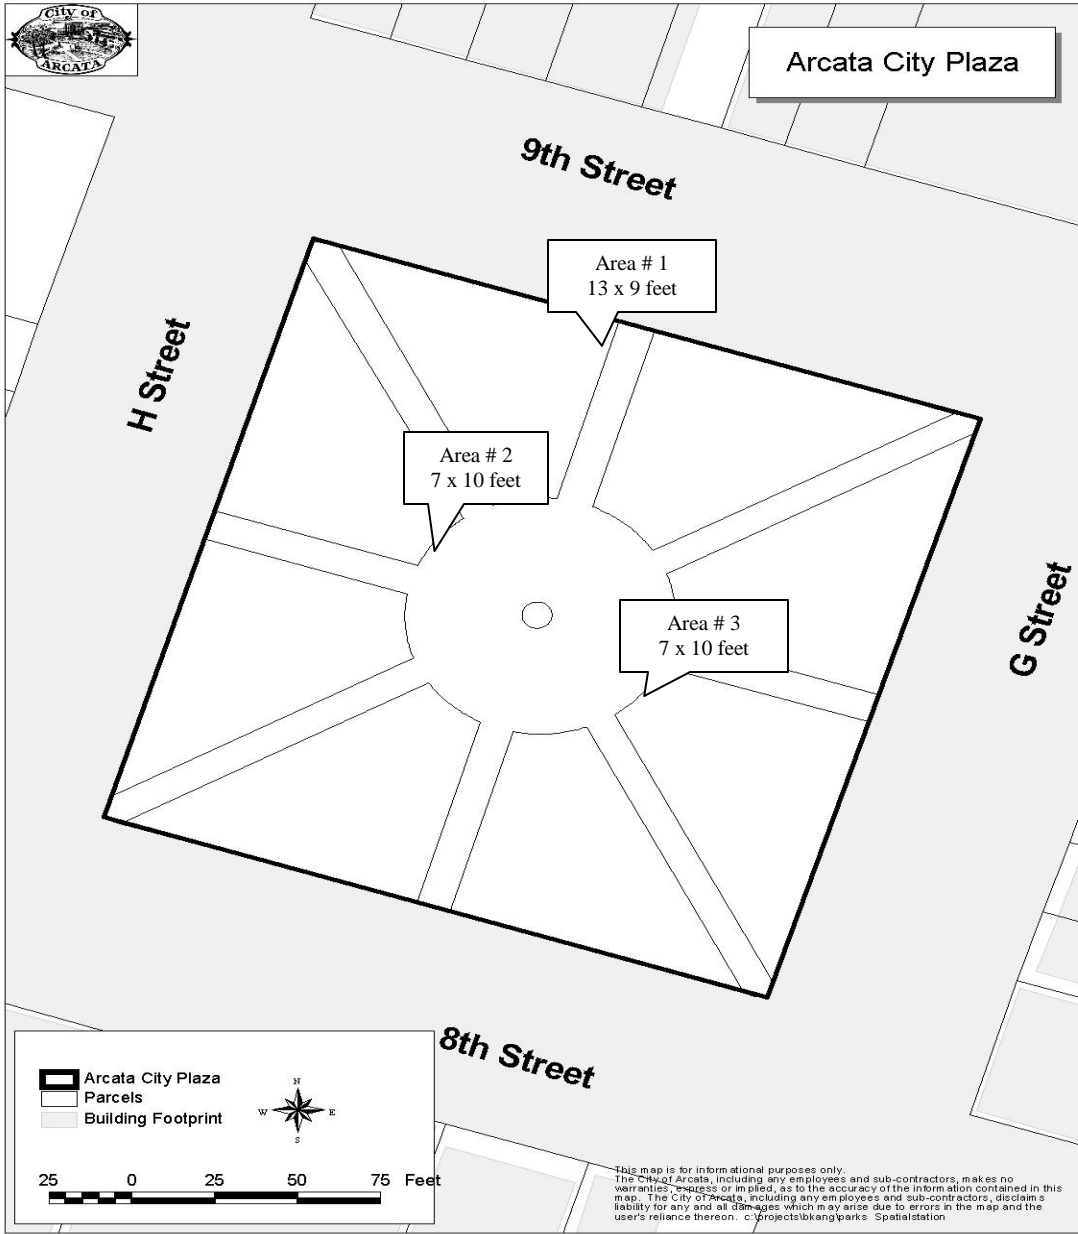 City of
ARCATA
Arcata City Plaza
9th Street
Area # 1
13 x 9 feet
H Street
Area # 2
7 x 10 feet
Area # 3
7 x 10 feet
G Street
8th Street
Arcata City Plaza
Parcels
Building Footprint
N
W E
S
25 0 25 50 75 Feet
This map is for informational purposes only.
The City of Arcata, including any employees and sub-contractors, makes no
warranties, express or implied, as to the accuracy of the information contained in this
map. The City of Arcata, including any employees and sub-contractors, disclaims
liability for any and all damages which may arise due to errors in the map and the
user's reliance thereon. c:\projects\bkang\parks Spatialstation